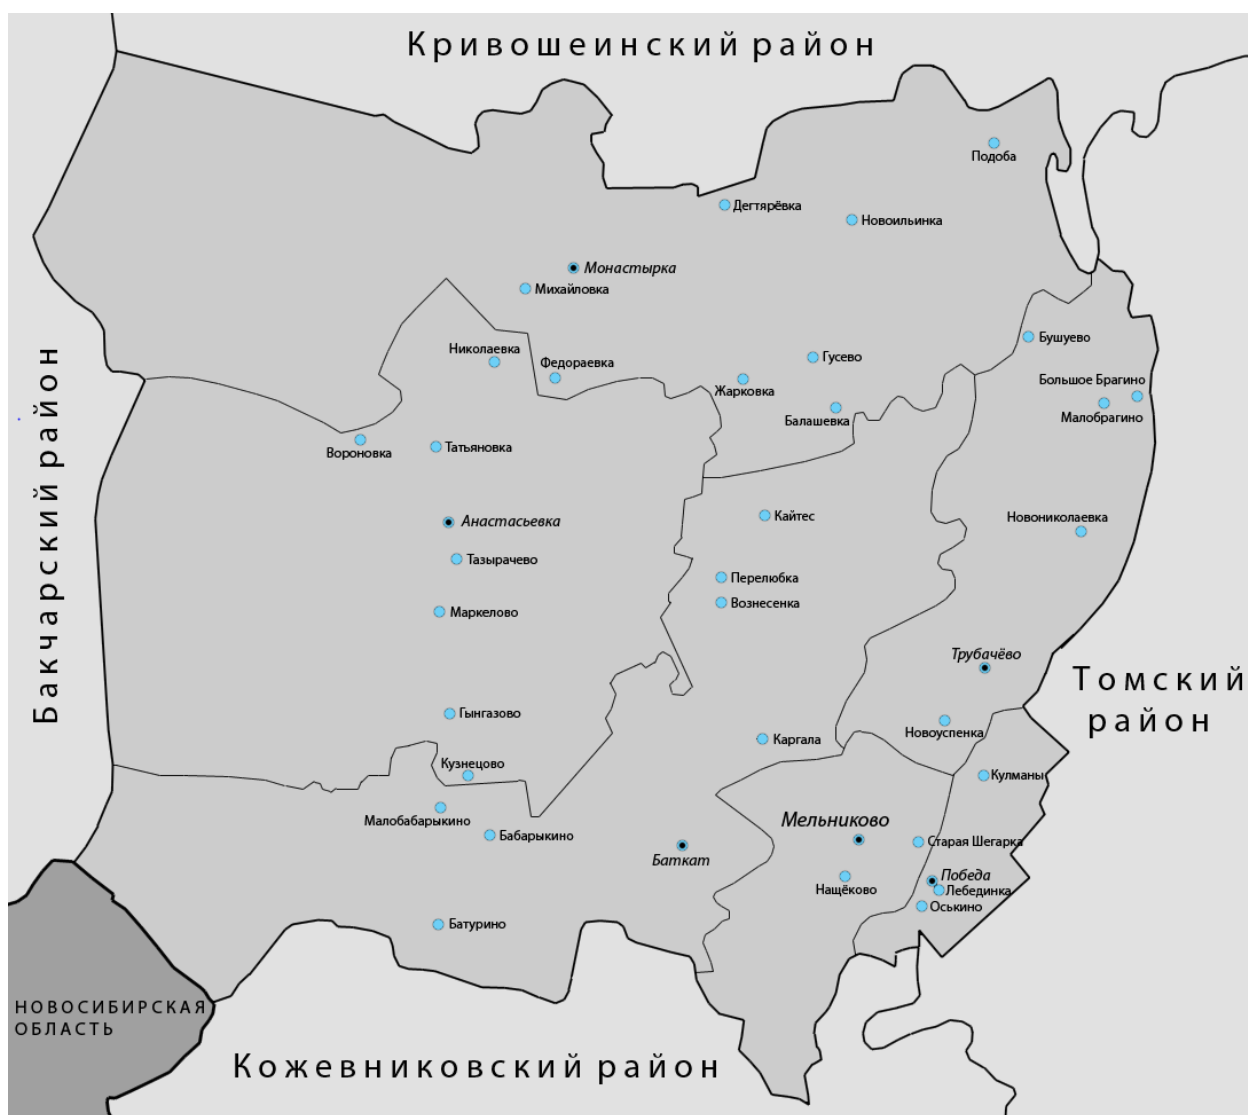 Кривошеинский район
Подоба
Дегтярёвка
Новоильинка
Монастырка
Михайловка
Бушуево
Николаевка
Федораевка
Гусево
Жарковка
Большое Брагино
Балашевка
Малобрагино
Бакчарский район
Вороновка
Татьяновка
Кайтес
Новониколаевка
Анастасьевка
Тазырачево
Перелюбка
Вознесенка
Маркелово
Трубачёво
Томский
район
Гынгазово
Новоуспенка
Каргала
Кузнецово
Кулманы
Малобабарыкино
Мельниково
Бабарыкино
Старая Шегарка
Баткат
Победа
Нащёково
Лебединка
Оськино
Батурино
НОВОСИБИРСКАЯ
ОБЛАСТЬ
Кожевниковский район